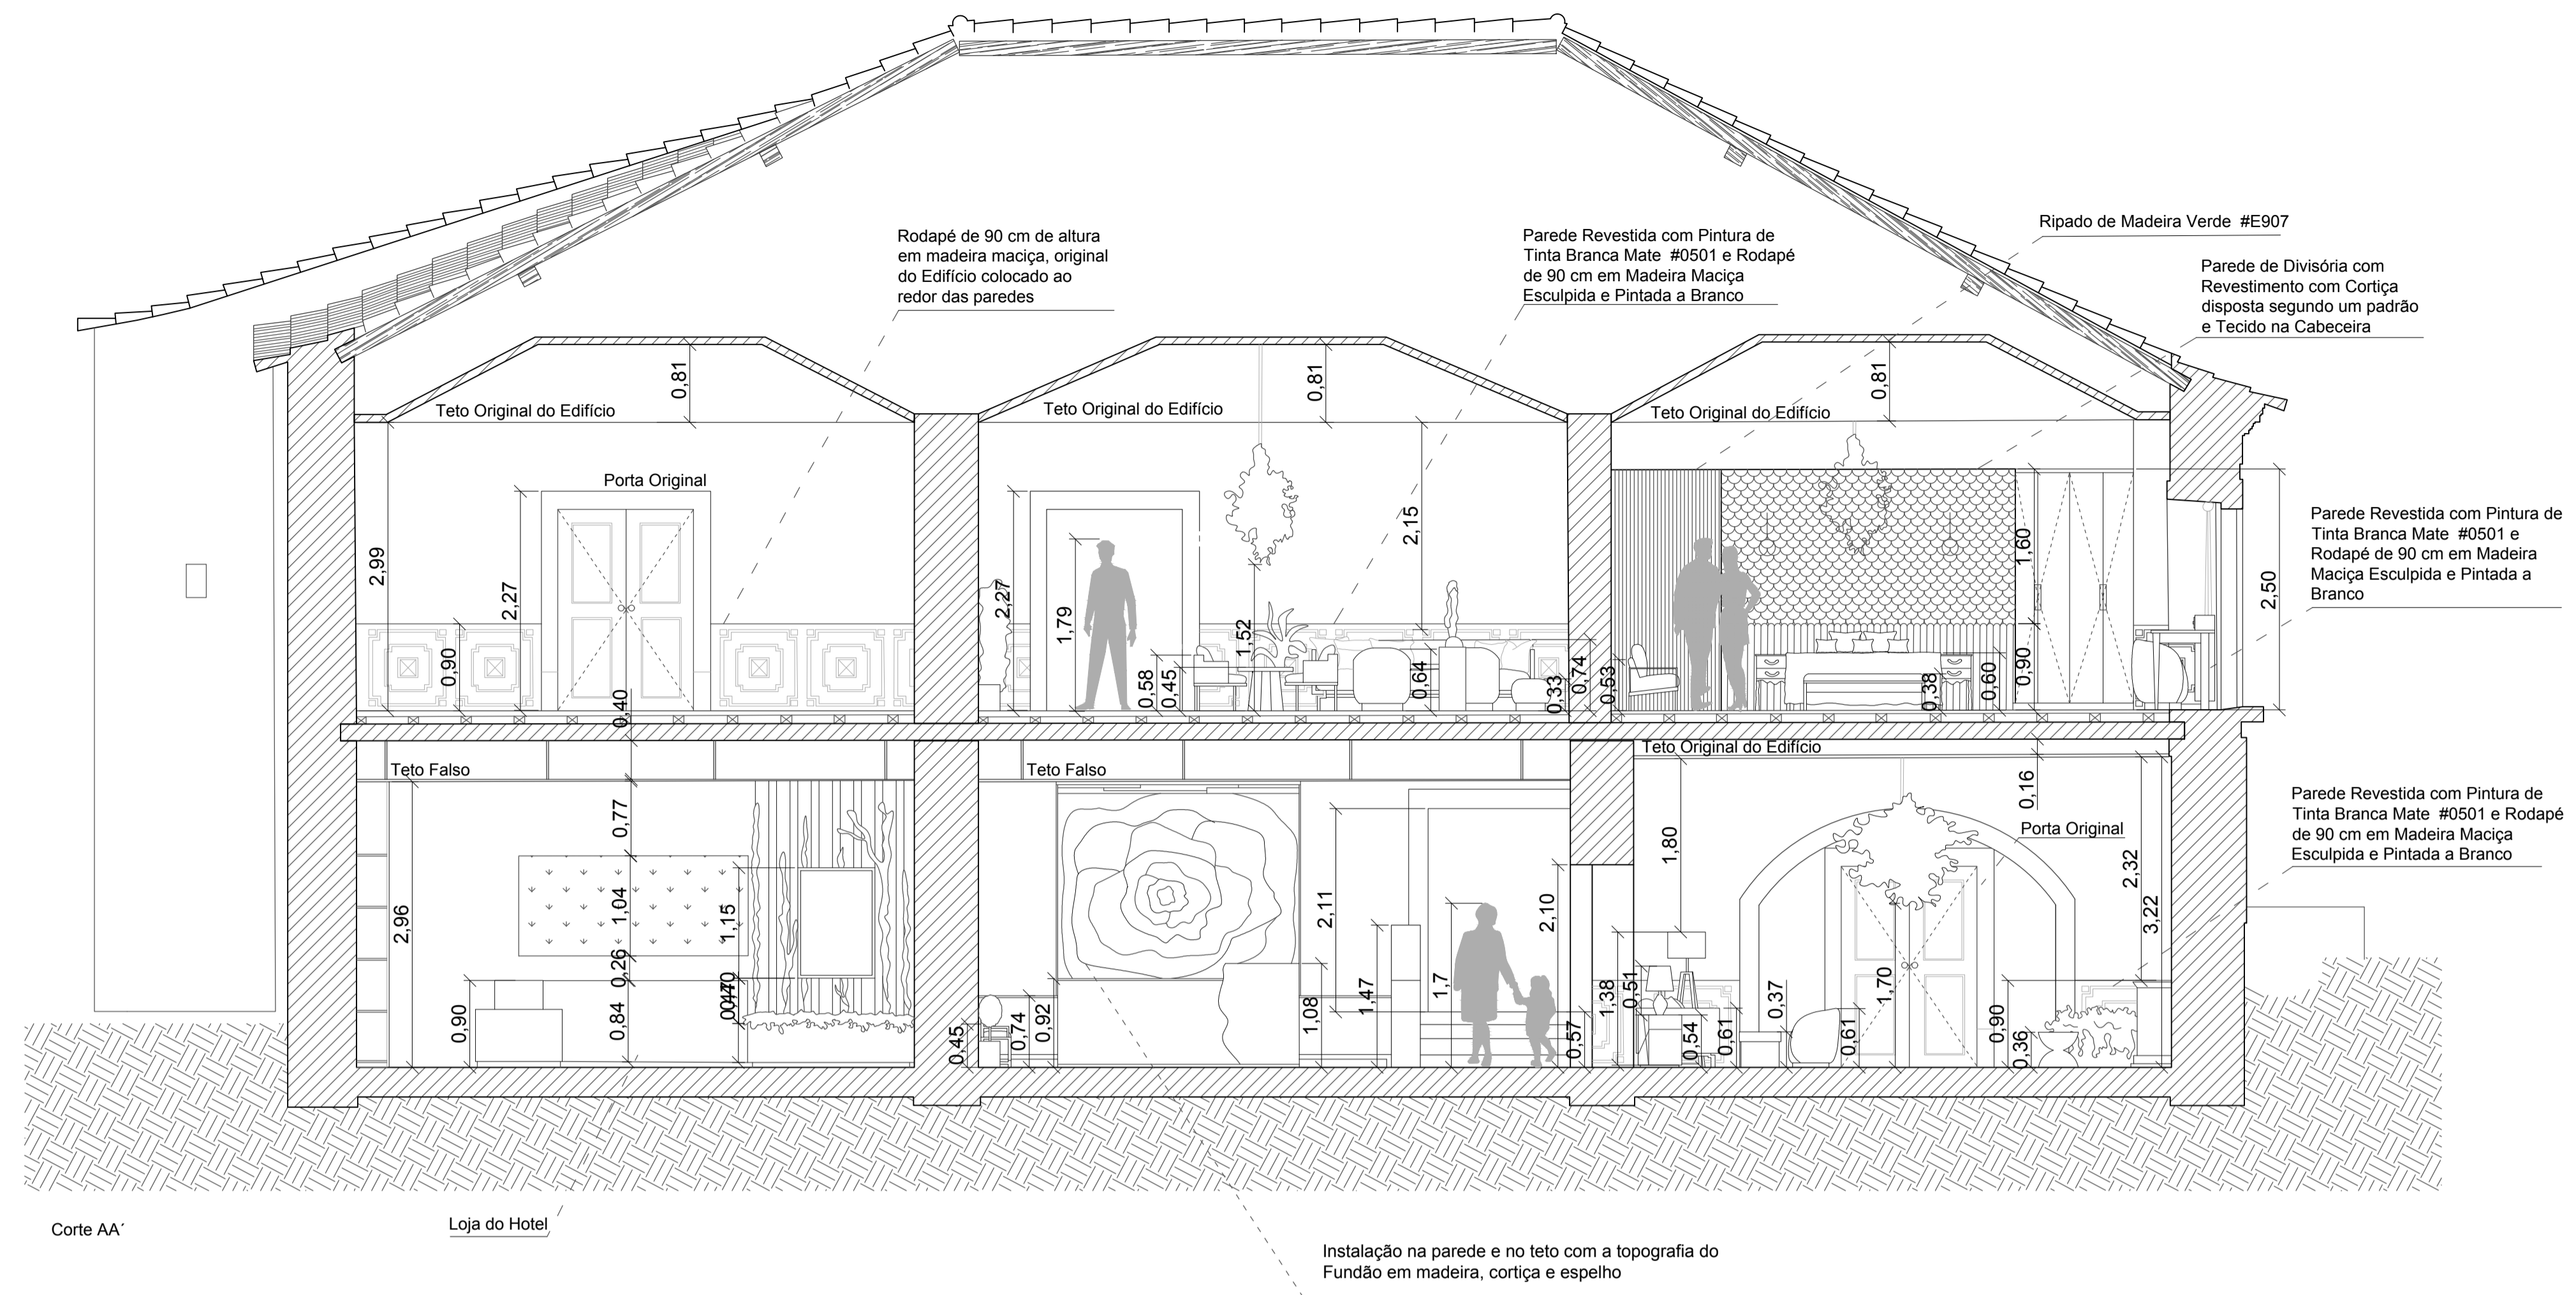 Ripado de Madeira Verde #E907
Rodapé de 90 cm de altura
em madeira maciça, original
do Edifício colocado ao
redor das paredes
Parede Revestida com Pintura de
Tinta Branca Mate #0501 e Rodapé
de 90 cm em Madeira Maciça
Esculpida e Pintada a Branco
Parede de Divisória com
Revestimento com Cortiça
disposta segundo um padrão
e Tecido na Cabeceira
0,81
0,81
0,81
Teto Original do Edifício
Teto Original do Edifício
Teto Original do Edifício
Porta Original
2,99
2,27
0,90
0,40
2,27
1,79
0,58
0,45
1,52
2,15
0,64
0,33
0,74
0,53
0,38
0,60
1,60
0,90
2,50
Parede Revestida com Pintura de
Tinta Branca Mate #0501 e
Rodapé de 90 cm em Madeira
Maciça Esculpida e Pintada a
Branco
Teto Falso
Teto Falso
Teto Original do Edifício
0,16
Porta Original
2,96
0,90
0,77
1,04
0,26
0,84
1,15
0,45
0,74
0,92
1,08
2,11
1,47
1,7
2,10
0,57
1,38
0,51
1,80
0,54
0,61
0,37
0,61
1,70
0,90
0,36
2,32
3,22
Parede Revestida com Pintura de
Tinta Branca Mate #0501 e Rodapé
de 90 cm em Madeira Maciça
Esculpida e Pintada a Branco
Corte AA´
Loja do Hotel
Instalação na parede e no teto com a topografia do
Fundão em madeira, cortiça e espelho